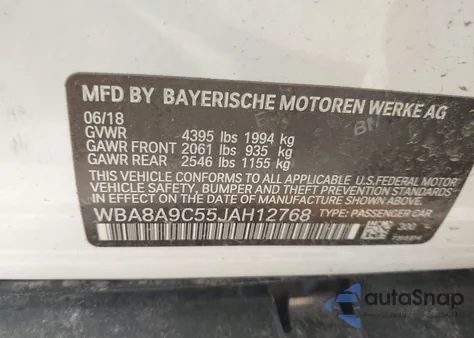 MFD BY BAYERISCHE MOTOREN WERKE AG
06/18
GVWR 4395 lbs 1994 kg
GAWR FRONT 2061 lbs 935 kg
GAWR REAR 2546 lbs 1155 kg
THIS VEHICLE CONFORMS TO ALL APPLICABLE U.S.FEDERAL MOTOR
VEHICLE SAFETY, BUMPER AND THEFT PREVENTION STANDARDS
IN EFFECT ON THE DATE OF MANUFACTURE SHOWN ABOVE.
WBA8A9C55JAH12768 TYPE: PASSENGER CAR
300
autoSnap